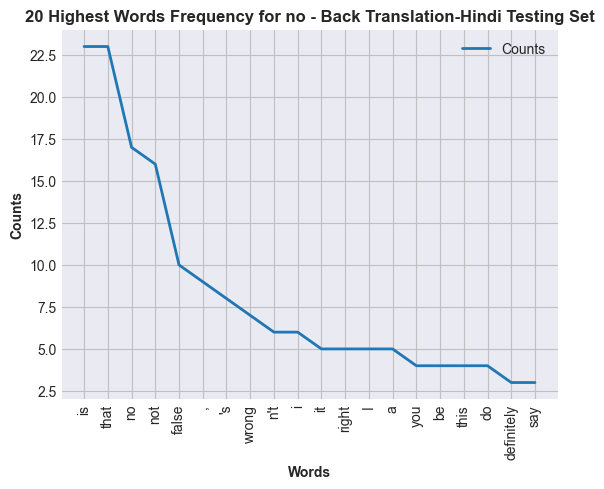 20 Highest Words Frequency for no - Back Translation-Hindi Testing Set
Counts
22.5
20.0
17.5
15.0
12.5
10.0
7.5
5.0
2.5
Counts
is
that
no
not
false
,
's
wrong
n't
i
it
right
I
a
you
be
this
do
definitely
say
Words